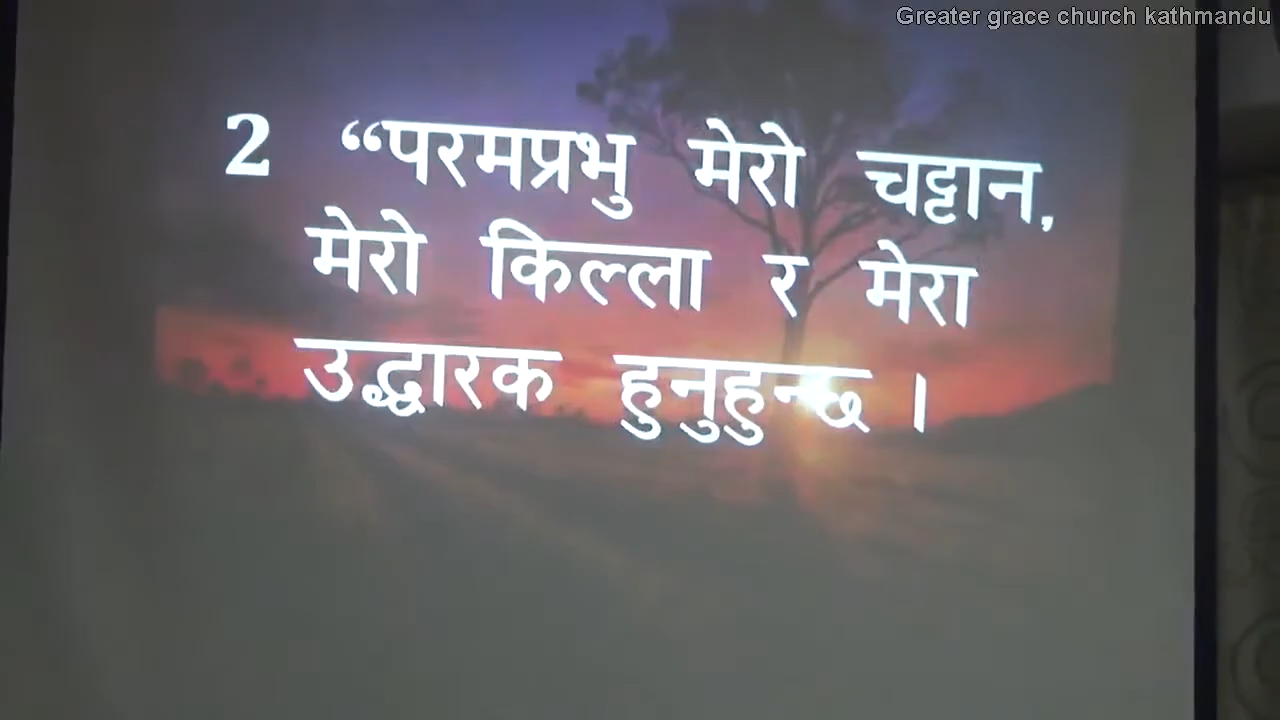 Greater grace church kathmandu
2 “परमप्रभु मेरो चट्टान,
मेरो किल्ला र मेरा
उद्धारक हुनुहुन्छ ।